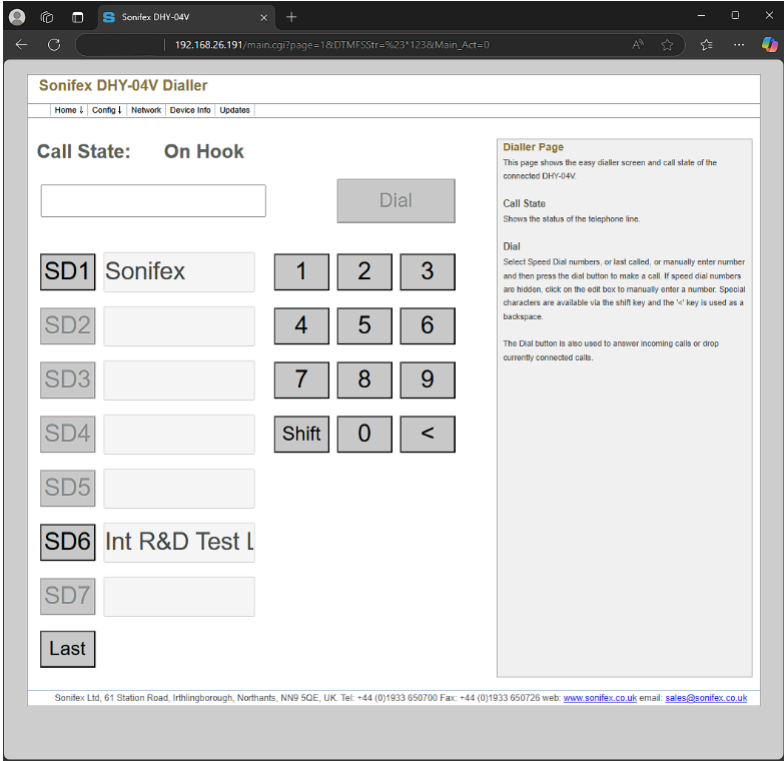 Sonifex DHY-04V
192.168.26.191/main.cgi?page=1&DTMFSStr=%23*123&Main_Act=0
Sonifex DHY-04V Dialler
Home ↓ Config ↓ Network Device Info Updates
Call State: On Hook
Dial
SD1 Sonifex 1 2 3
SD2 4 5 6
SD3 7 8 9
SD4 Shift 0 <
SD5
SD6 Int R&D Test L
SD7
Last
Dialler Page
This page shows the easy dialler screen and call state of the
connected DHY-04V.
Call State
Shows the status of the telephone line.
Dial
Select Speed Dial numbers, or last called, or manually enter number
and then press the dial button to make a call. If speed dial numbers
are hidden, click on the edit box to manually enter a number. Special
characters are available via the shift key and the '<' key is used as a
backspace.
The Dial button is also used to answer incoming calls or drop
currently connected calls.
Sonifex Ltd, 61 Station Road, Irthlingborough, Northants, NN9 5QE, UK. Tel: +44 (0)1933 650700 Fax: +44 (0)1933 650726 web: www.sonifex.co.uk email: sales@sonifex.co.uk